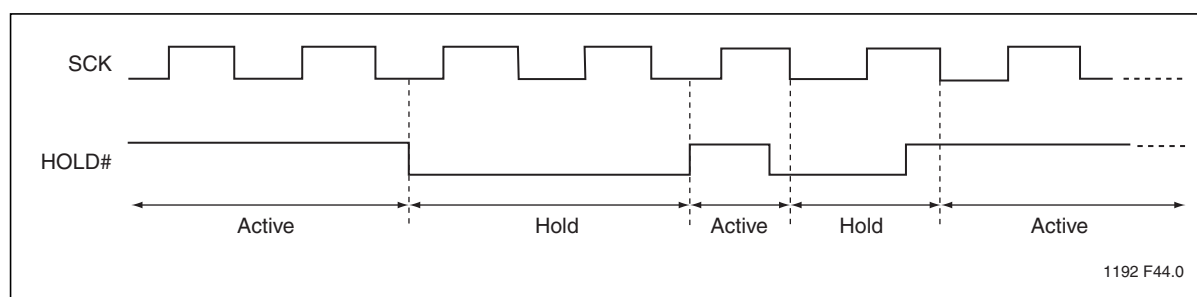 SCK
HOLD#
Active Hold Active Hold Active
1192 F44.0